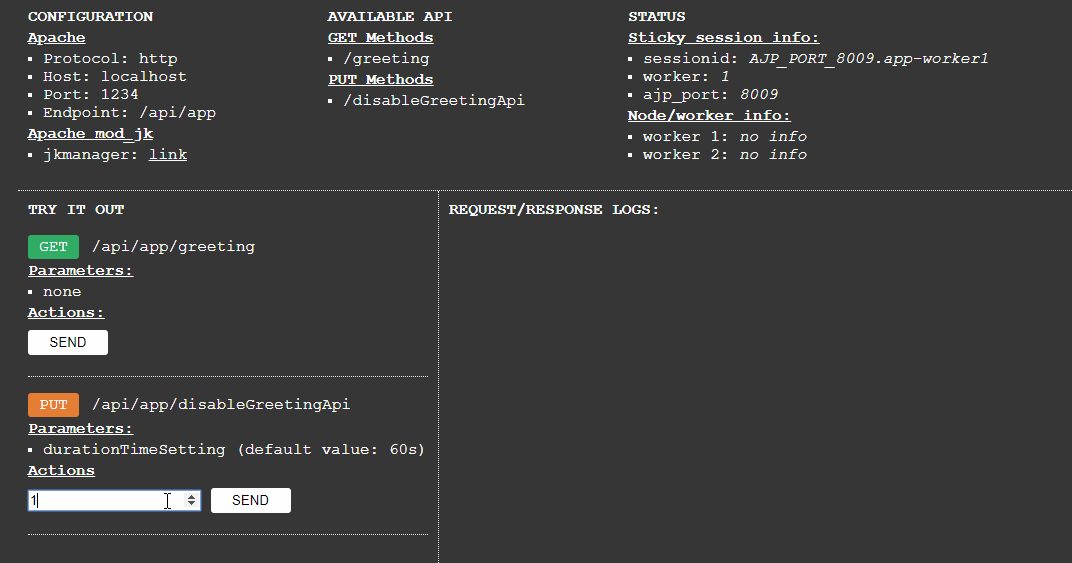 CONFIGURATION
Apache
Protocol: http
Host: localhost
Port: 1234
Endpoint: /api/app
Apache mod_jk
jkmanager: link
AVAILABLE API
GET Methods
/greeting
PUT Methods
/disableGreetingApi
STATUS
Sticky session info:
sessionid: AJP_PORT_8009.app-worker1
worker: 1
ajp_port: 8009
Node/worker info:
worker 1: no info
worker 2: no info
TRY IT OUT
GET /api/app/greeting
Parameters:
none
Actions:
SEND
PUT /api/app/disableGreetingApi
Parameters:
durationTimeSetting (default value: 60s)
Actions
1 SEND
REQUEST/RESPONSE LOGS: